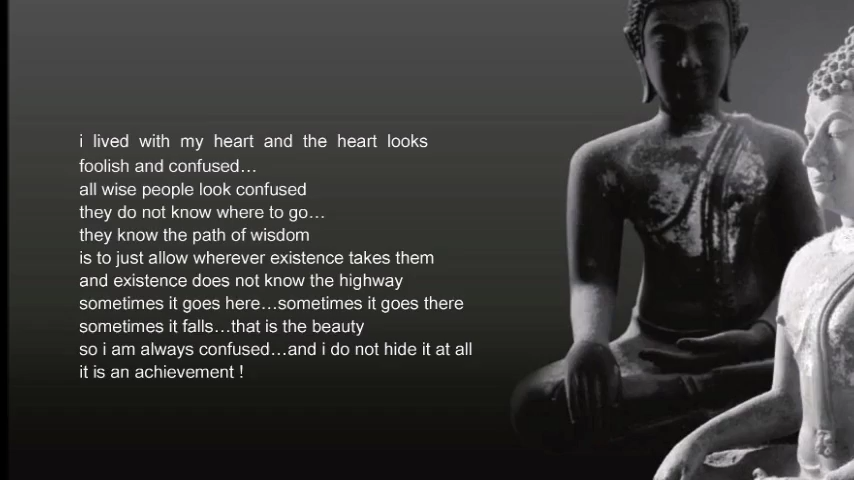 i lived with my heart and the heart looks
foolish and confused…
all wise people look confused
they do not know where to go…
they know the path of wisdom
is to just allow wherever existence takes them
and existence does not know the highway
sometimes it goes here…sometimes it goes there
sometimes it falls…that is the beauty
so i am always confused…and i do not hide it at all
it is an achievement !